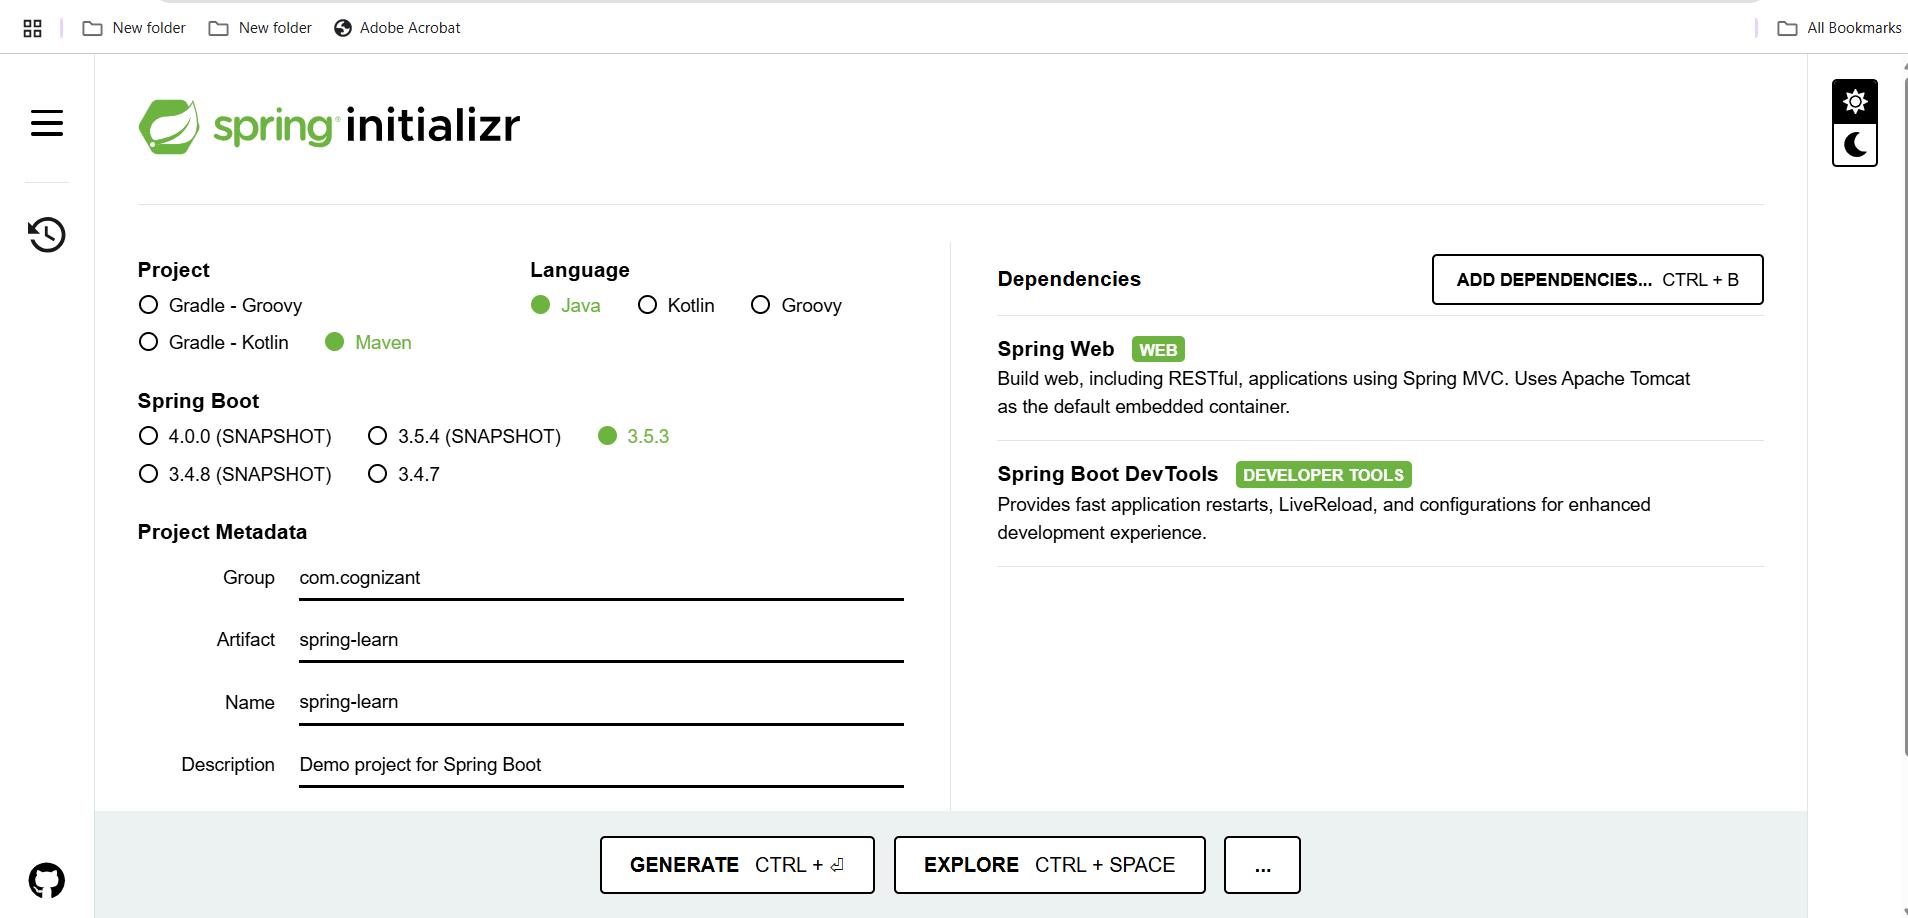 New folder New folder Adobe Acrobat All Bookmarks
spring initializr
Project
Gradle - Groovy
Gradle - Kotlin Maven
Language
Java Kotlin Groovy
Spring Boot
4.0.0 (SNAPSHOT) 3.5.4 (SNAPSHOT) 3.5.3
3.4.8 (SNAPSHOT) 3.4.7
Project Metadata
Group com.cognizant
Artifact spring-learn
Name spring-learn
Description Demo project for Spring Boot
Dependencies ADD DEPENDENCIES... CTRL + B
Spring Web WEB
Build web, including RESTful, applications using Spring MVC. Uses Apache Tomcat
as the default embedded container.
Spring Boot DevTools DEVELOPER TOOLS
Provides fast application restarts, LiveReload, and configurations for enhanced
development experience.
GENERATE CTRL + ⏎ EXPLORE CTRL + SPACE ...